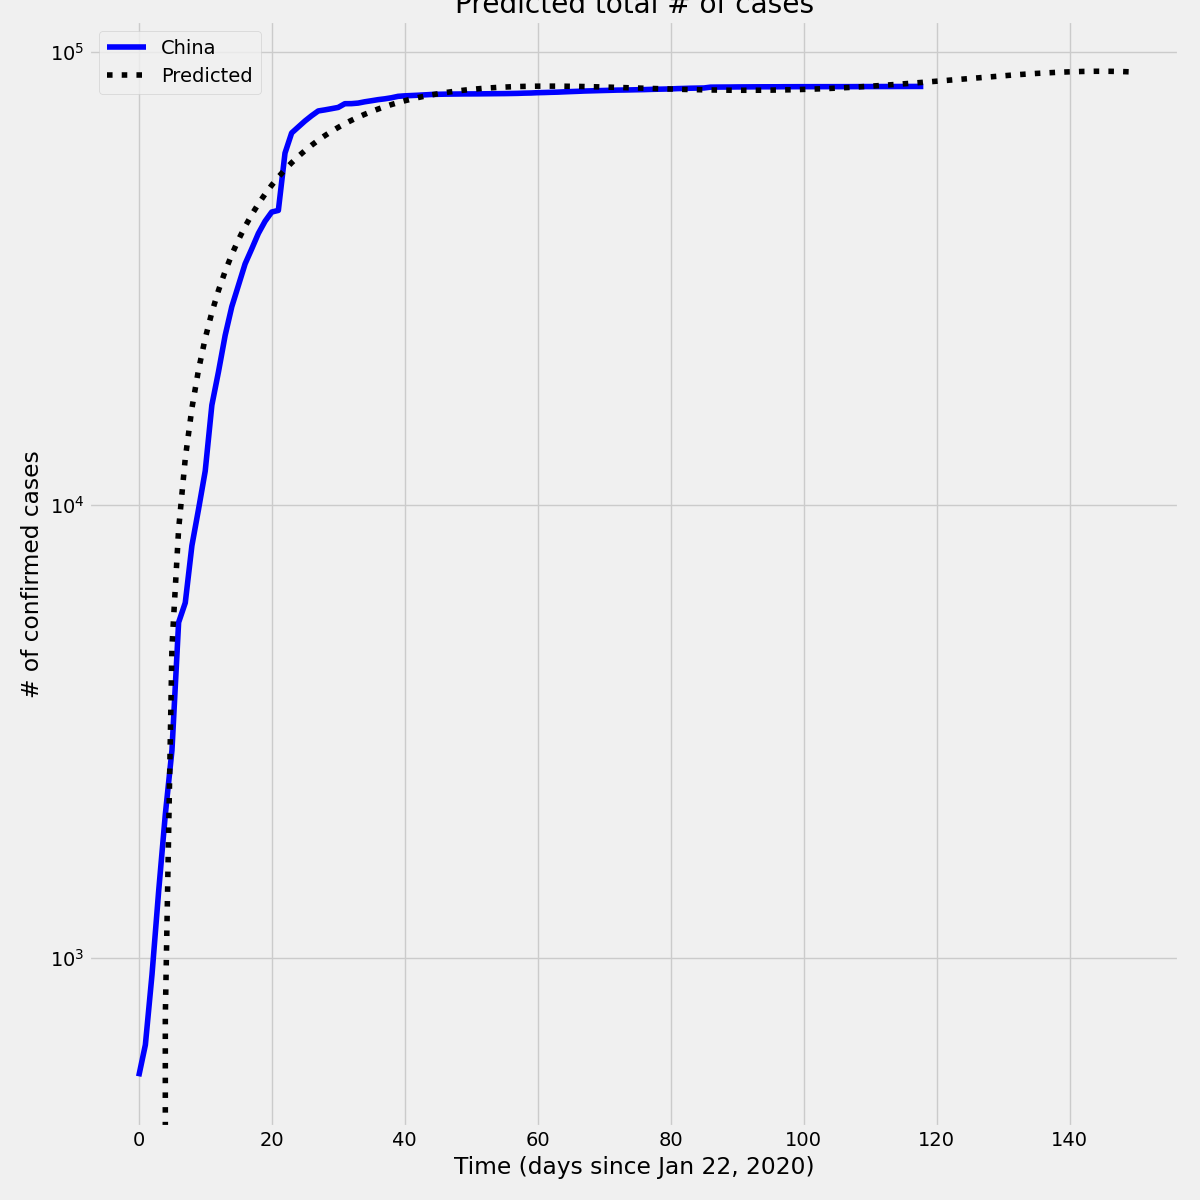 Predicted total # of cases
China
Predicted
10⁵
10⁴
10³
# of confirmed cases
0 20 40 60 80 100 120 140
Time (days since Jan 22, 2020)